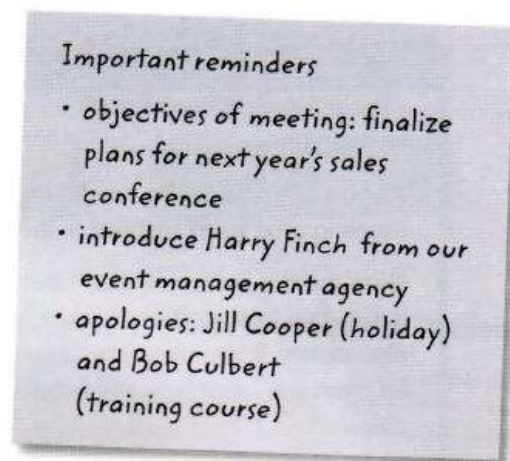 Important reminders
• objectives of meeting: finalize
plans for next year's sales
conference
• introduce Harry Finch from our
event management agency
• apologies: Jill Cooper (holiday)
and Bob Culbert
(training course)